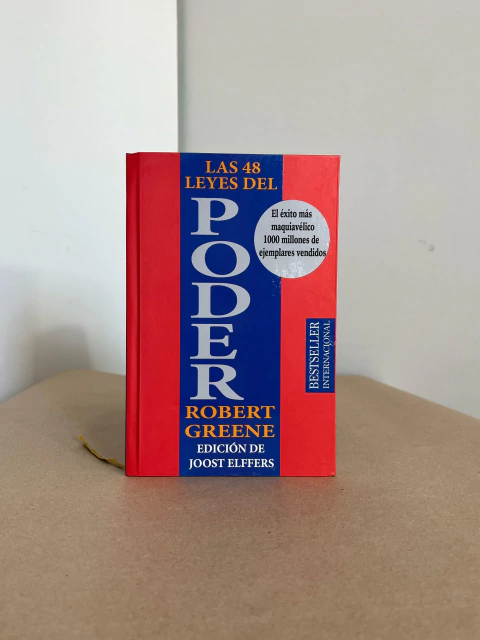 LAS 48
LEYES DEL
PODER
El éxito más
maquiavélico
1000 millones de
ejemplares vendidos
BESTSELLER
INTERNACIONAL
ROBERT
GREENE
EDICIÓN DE
JOOST ELFFERS